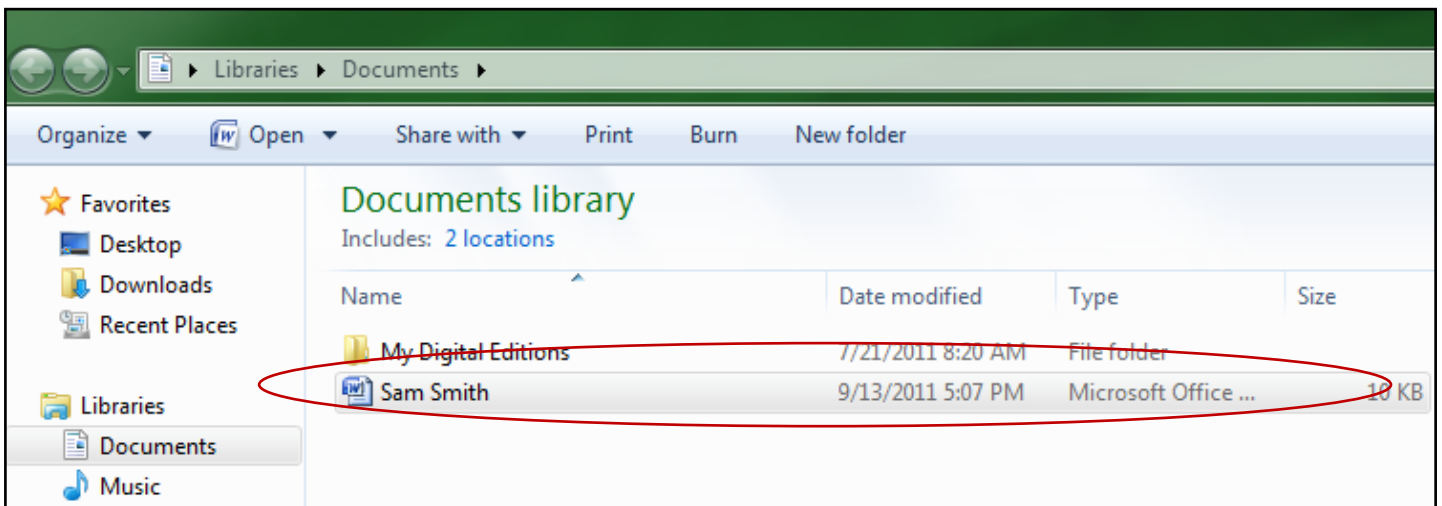 Libraries Documents
Organize Open Share with Print Burn New folder
Favorites
Desktop
Downloads
Recent Places
Libraries
Documents
Music
Documents library
Includes: 2 locations
Name Date modified Type Size
My Digital Editions 7/21/2011 8:20 AM File folder
Sam Smith 9/13/2011 5:07 PM Microsoft Office ... 10 KB